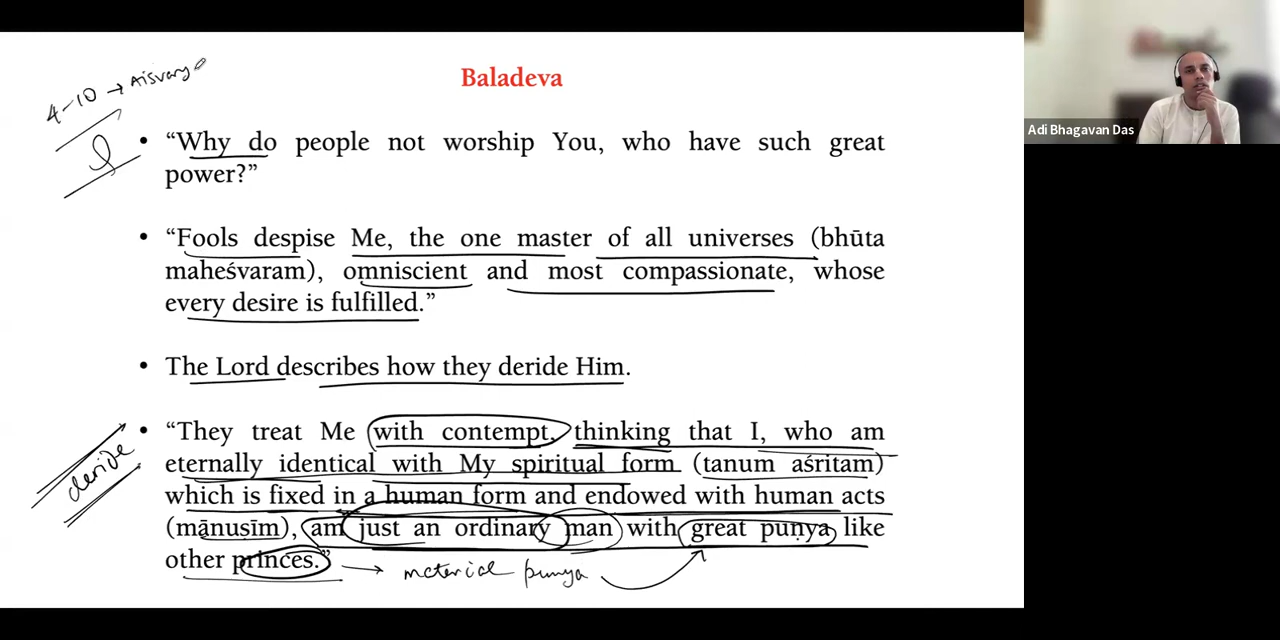 Baladeva
4-10 → Aisvarya
• “Why do people not worship You, who have such great
power?”
• “Fools despise Me, the one master of all universes (bhūta
maheśvaram), omniscient and most compassionate, whose
every desire is fulfilled.”
• The Lord describes how they deride Him.
deride
• “They treat Me with contempt, thinking that I, who am
eternally identical with My spiritual form (tanum aśritam)
which is fixed in a human form and endowed with human acts
(mānuṣīm), am just an ordinary man with great puṇya like
other princes.”
→ material punya
Adi Bhagavan Das